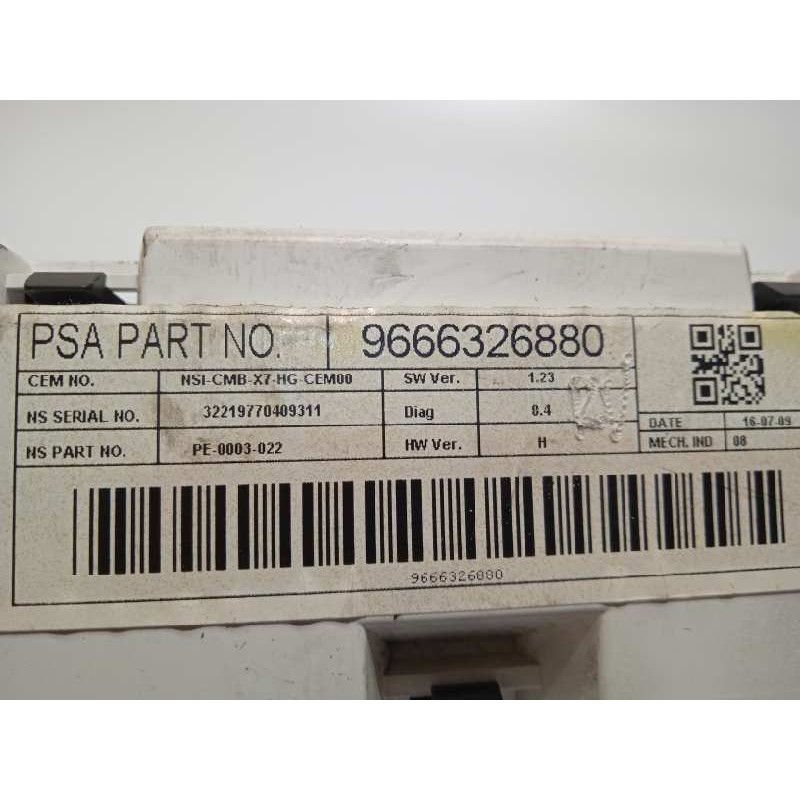 PSA PART NO. 9666326880
CEM NO. NSI-CMB-X7-HG-CEM00 SW Ver. 1.23
NS SERIAL NO. 32219770409311 Diag 8.4
DATE 16-07-09
NS PART NO. PE-0003-022 HW Ver. H
MECH. IND 08
9666326880